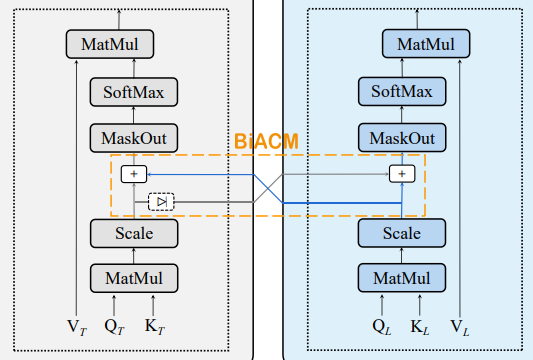 MatMul
SoftMax
MaskOut
+
Scale
MatMul
V_T Q_T K_T
BiACM
MatMul
SoftMax
MaskOut
+
Scale
MatMul
Q_L K_L V_L